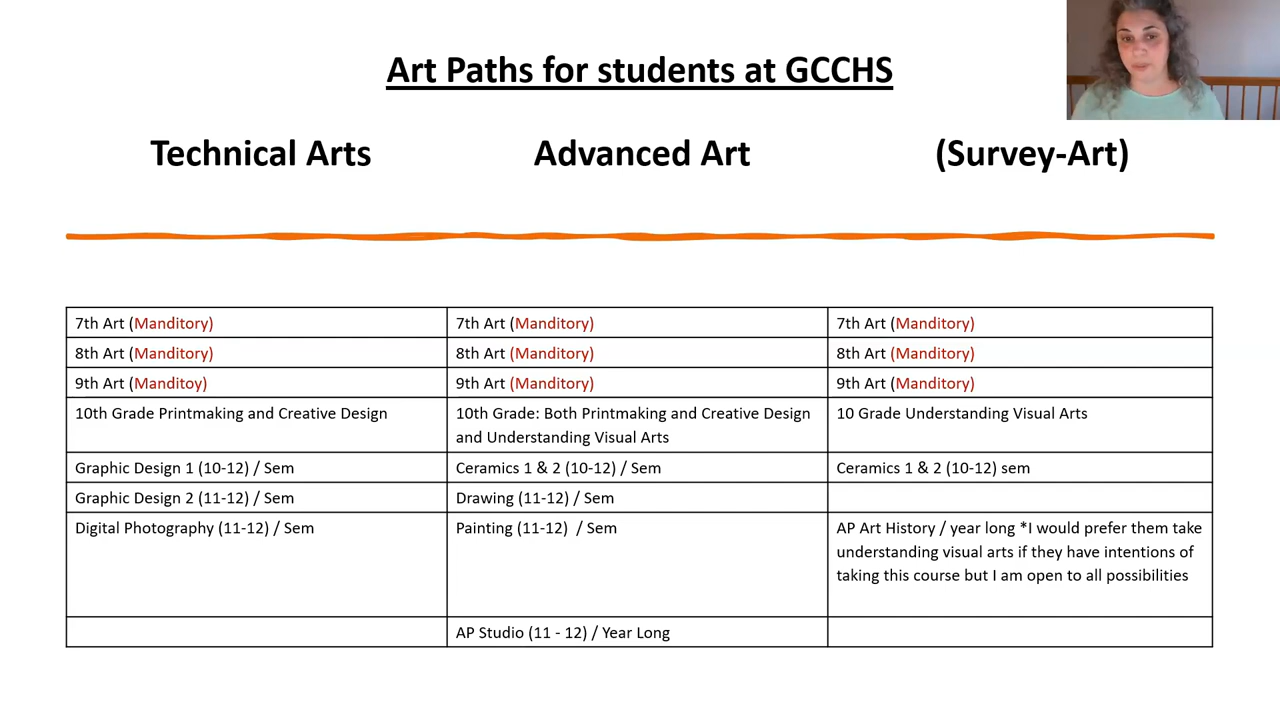 Art Paths for students at GCCHS
Technical Arts
Advanced Art
(Survey-Art)
7th Art (Manditory)
7th Art (Manditory)
7th Art (Manditory)
8th Art (Manditory)
8th Art (Manditory)
8th Art (Manditory)
9th Art (Manditoy)
9th Art (Manditory)
9th Art (Manditory)
10th Grade Printmaking and Creative Design
10th Grade: Both Printmaking and Creative Design
and Understanding Visual Arts
10 Grade Understanding Visual Arts
Graphic Design 1 (10-12) / Sem
Ceramics 1 & 2 (10-12) / Sem
Ceramics 1 & 2 (10-12) sem
Graphic Design 2 (11-12) / Sem
Drawing (11-12) / Sem
Digital Photography (11-12) / Sem
Painting (11-12) / Sem
AP Art History / year long *I would prefer them take
understanding visual arts if they have intentions of
taking this course but I am open to all possibilities
AP Studio (11 - 12) / Year Long